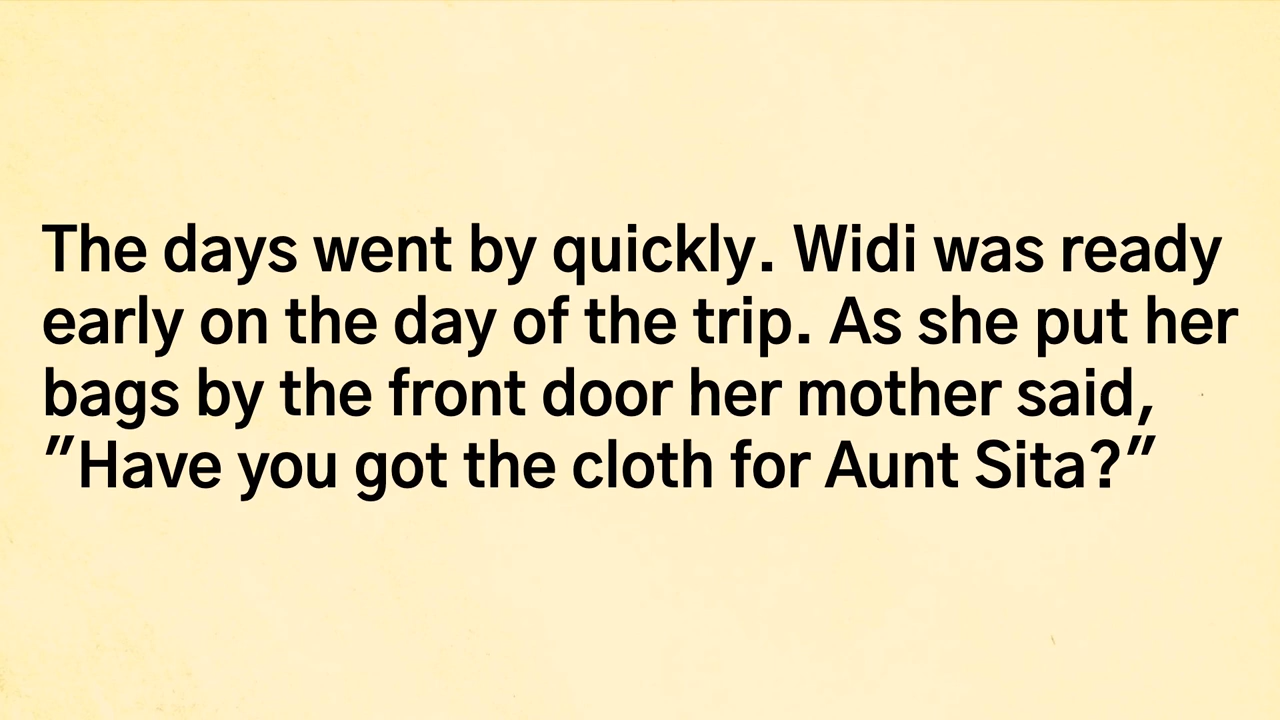 The days went by quickly. Widi was ready
early on the day of the trip. As she put her
bags by the front door her mother said,
"Have you got the cloth for Aunt Sita?"